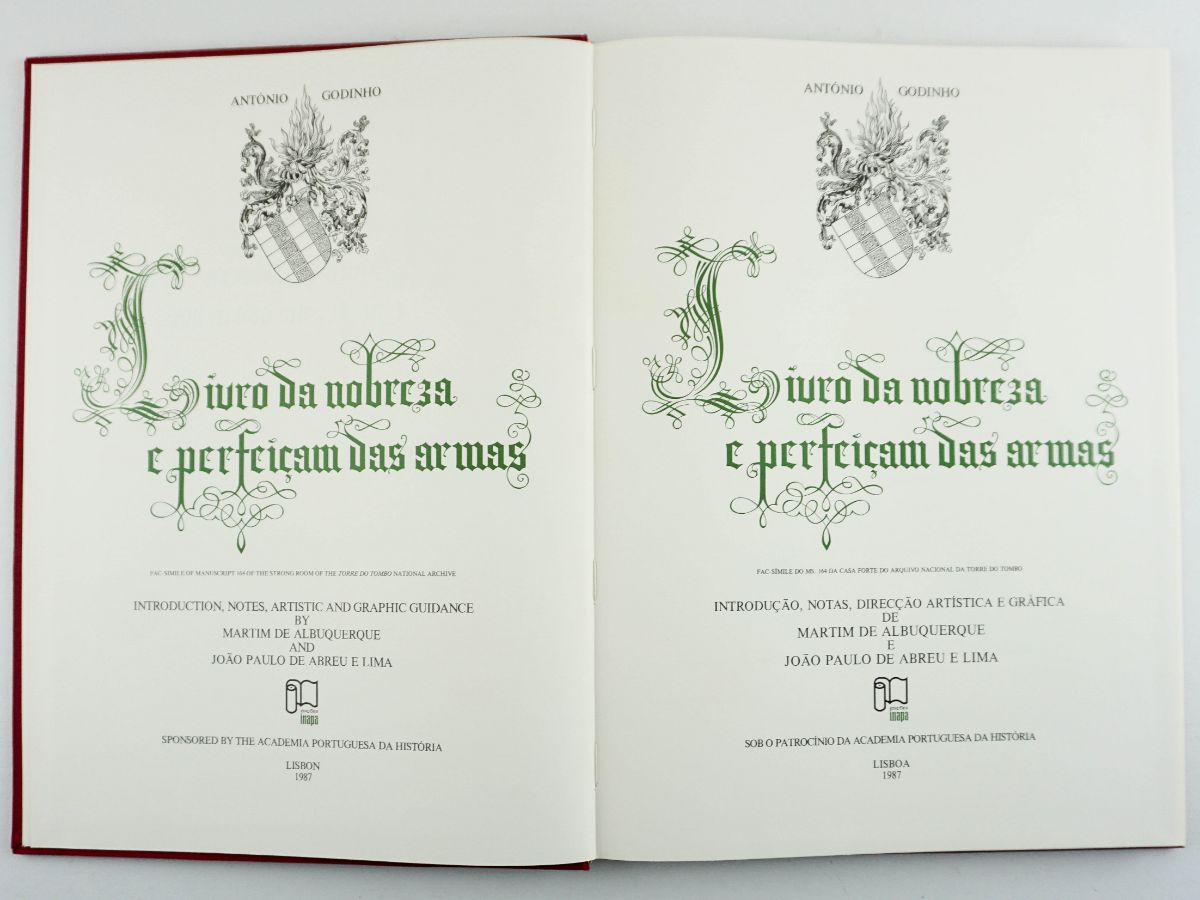 ANTÓNIO GODINHO
Livro da nobreza
e perfeiçam das armas
FAC-SIMILE OF MANUSCRIPT 164 OF THE STRONG ROOM OF THE TORRE DO TOMBO NATIONAL ARCHIVE
INTRODUCTION, NOTES, ARTISTIC AND GRAPHIC GUIDANCE
BY
MARTIM DE ALBUQUERQUE
AND
JOÃO PAULO DE ABREU E LIMA
edições
inapa
SPONSORED BY THE ACADEMIA PORTUGUESA DA HISTÓRIA
LISBON
1987
ANTÓNIO GODINHO
Livro da nobreza
e perfeiçam das armas
FAC-SÍMILE DO MS. 164 DA CASA FORTE DO ARQUIVO NACIONAL DA TORRE DO TOMBO
INTRODUÇÃO, NOTAS, DIRECÇÃO ARTÍSTICA E GRÁFICA
DE
MARTIM DE ALBUQUERQUE
E
JOÃO PAULO DE ABREU E LIMA
edições
inapa
SOB O PATROCÍNIO DA ACADEMIA PORTUGUESA DA HISTÓRIA
LISBOA
1987